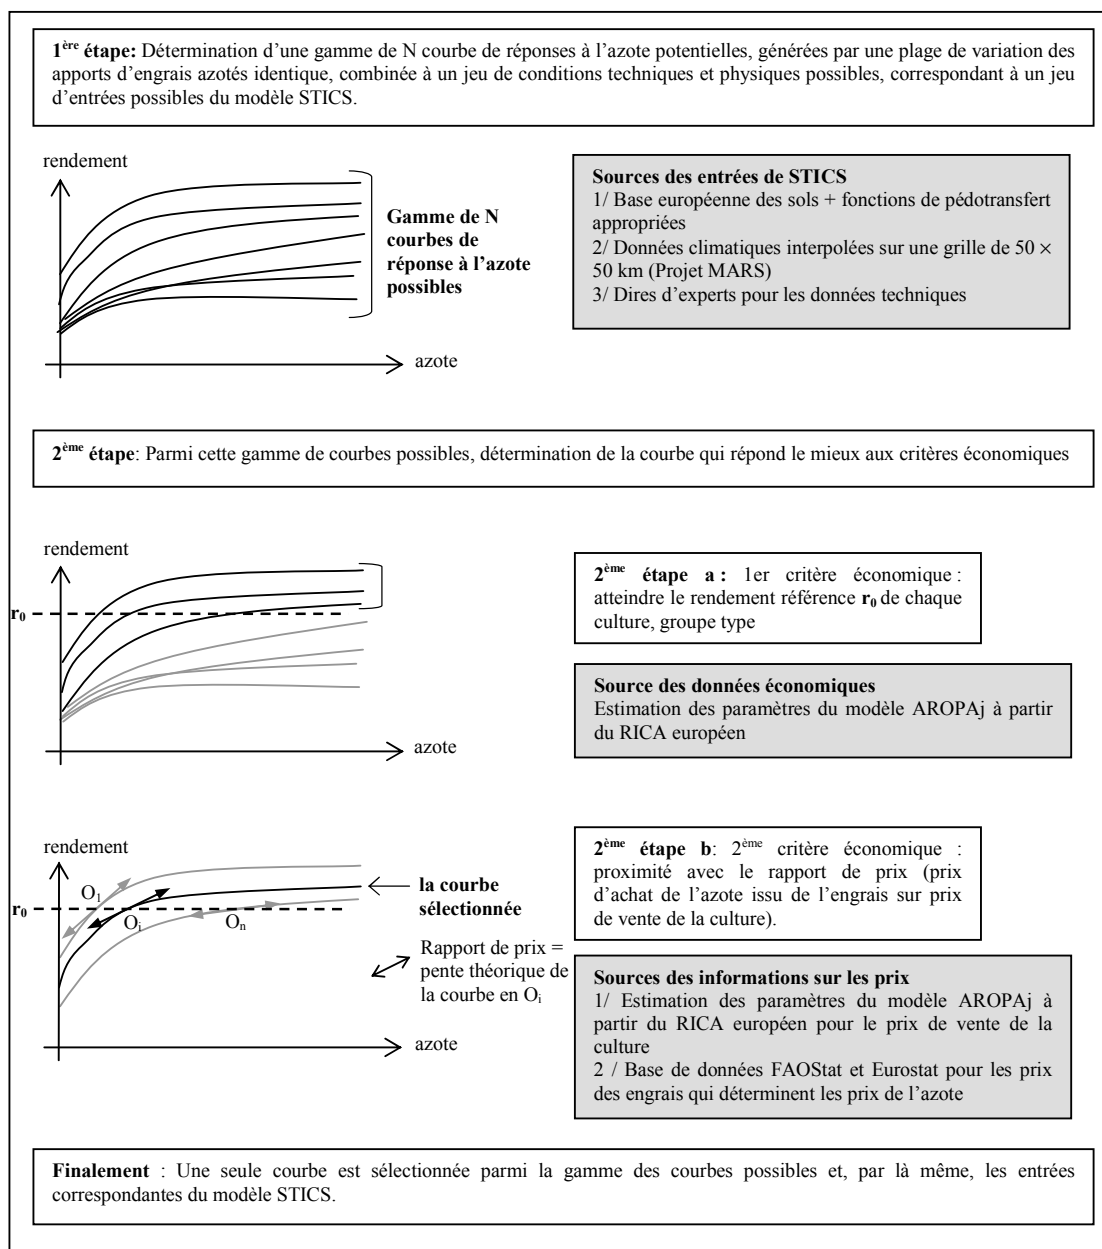 1ère étape: Détermination d'une gamme de N courbe de réponses à l'azote potentielles, générées par une plage de variation des
apports d'engrais azotés identique, combinée à un jeu de conditions techniques et physiques possibles, correspondant à un jeu
d'entrées possibles du modèle STICS.
rendement
Gamme de N
courbes de
réponse à l'azote
possibles
azote
Sources des entrées de STICS
1/ Base européenne des sols + fonctions de pédotransfert
appropriées
2/ Données climatiques interpolées sur une grille de 50 ×
50 km (Projet MARS)
3/ Dires d'experts pour les données techniques
2ème étape: Parmi cette gamme de courbes possibles, détermination de la courbe qui répond le mieux aux critères économiques
rendement
r0
azote
2ème étape a : 1er critère économique :
atteindre le rendement référence r0 de chaque
culture, groupe type
Source des données économiques
Estimation des paramètres du modèle AROPAj à partir
du RICA européen
rendement
r0
O1
Oi
On
la courbe
sélectionnée
Rapport de prix =
pente théorique de
la courbe en Oi
azote
2ème étape b: 2ème critère économique :
proximité avec le rapport de prix (prix
d'achat de l'azote issu de l'engrais sur prix
de vente de la culture).
Sources des informations sur les prix
1/ Estimation des paramètres du modèle AROPAj à
partir du RICA européen pour le prix de vente de la
culture
2 / Base de données FAOStat et Eurostat pour les prix
des engrais qui déterminent les prix de l'azote
Finalement : Une seule courbe est sélectionnée parmi la gamme des courbes possibles et, par là même, les entrées
correspondantes du modèle STICS.